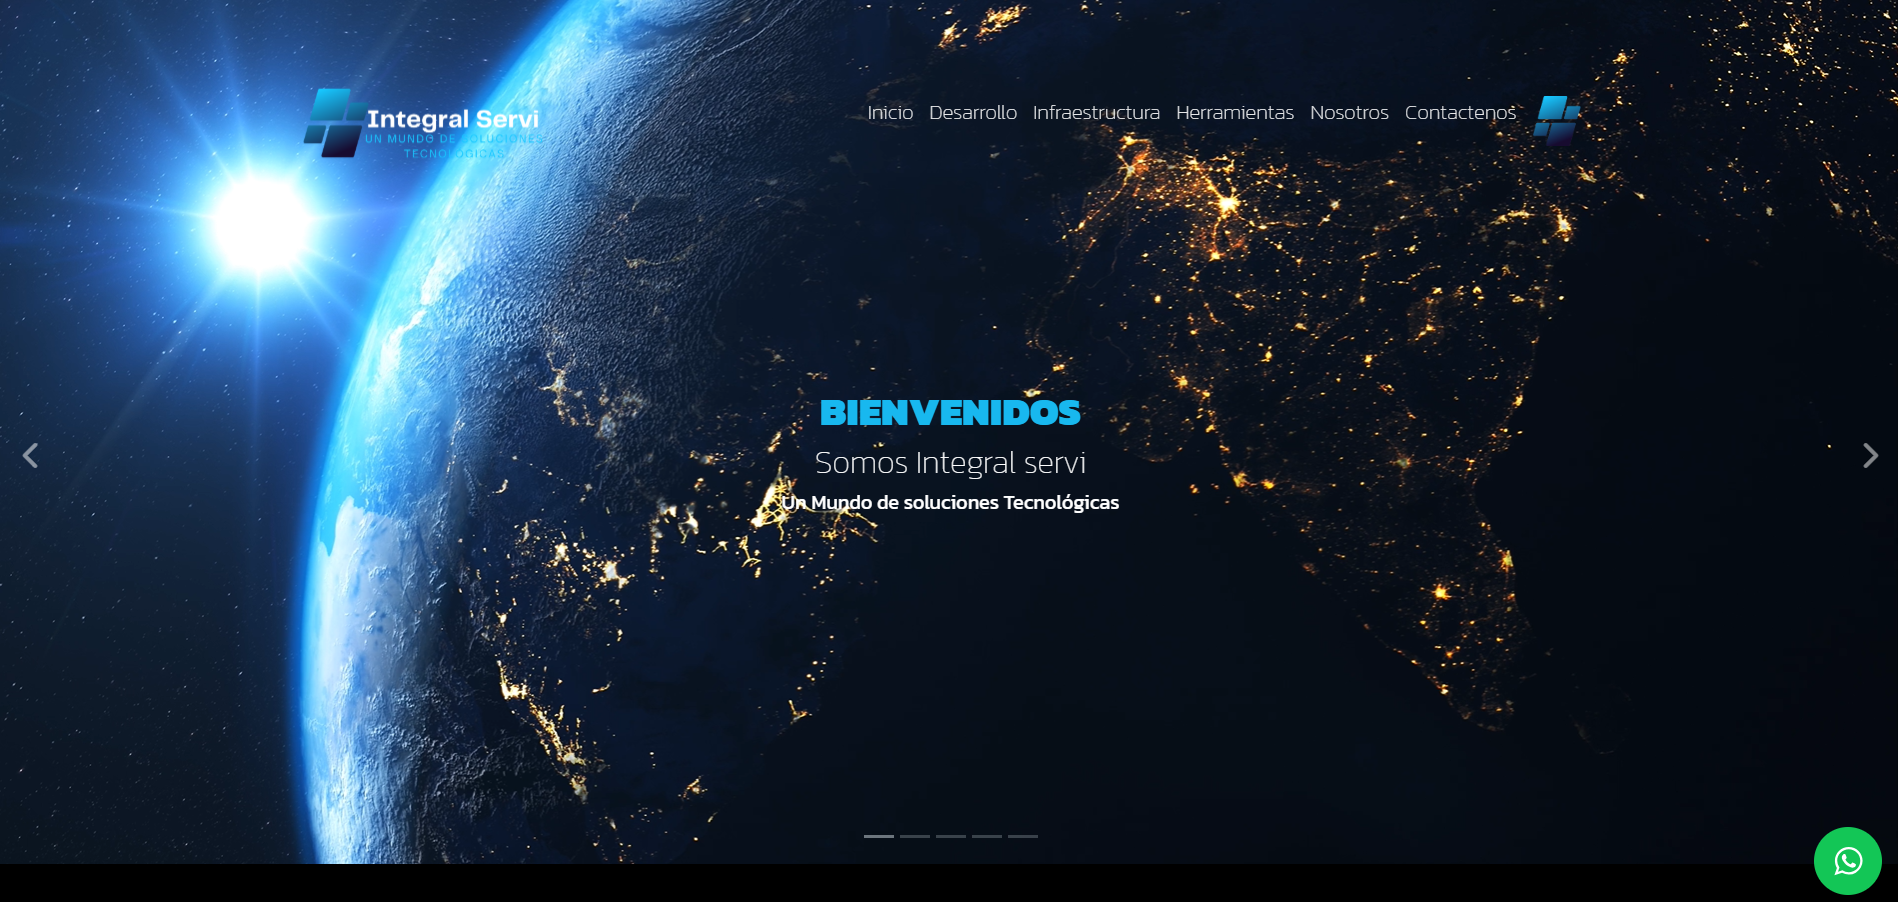 Integral Servi
UN MUNDO DE SOLUCIONES
TECNOLÓGICAS
Inicio Desarrollo Infraestructura Herramientas Nosotros Contactenos
BIENVENIDOS
Somos Integral servi
Un Mundo de soluciones Tecnológicas